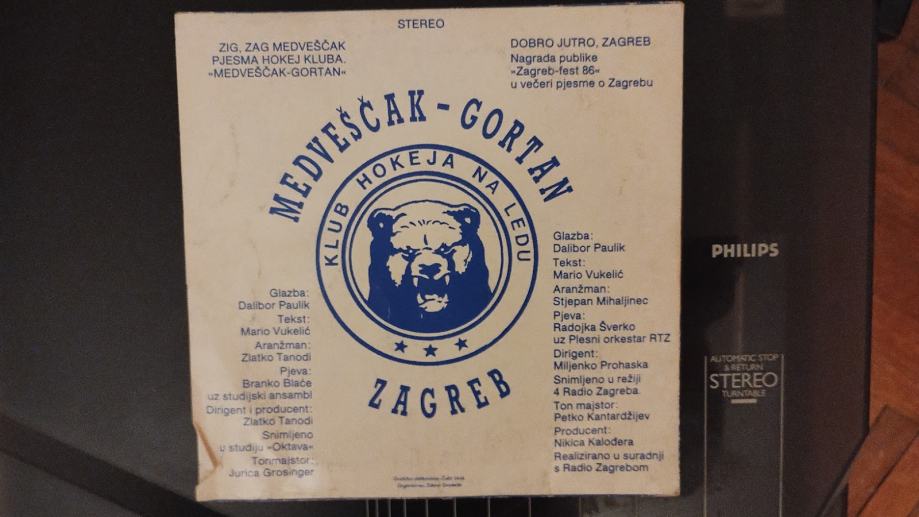 STEREO
ZIG, ZAG MEDVEŠČAK
PJESMA HOKEJ KLUBA.
»MEDVEŠČAK-GORTAN«
DOBRO JUTRO, ZAGREB
Nagrada publike
»Zagreb-fest 86«
u večeri pjesme o Zagrebu
MEDVEŠČAK - GORTAN
KLUB HOKEJA NA LEDU
ZAGREB
Glazba:
Dalibor Paulik
Tekst:
Mario Vukelić
Aranžman:
Zlatko Tanodi
Pjeva:
Branko Blaće
uz studijski ansambl
Dirigent i producent:
Zlatko Tanodi
Snimljeno
u studiju »Oktava«
Tonmajstor:
Jurica Grosinger
Glazba:
Dalibor Paulik
Tekst:
Mario Vukelić
Aranžman:
Stjepan Mihaljinec
Pjeva:
Radojka Šverko
uz Plesni orkestar RTZ
Dirigent:
Miljenko Prohaska
Snimljeno u režiji
4 Radio Zagreba.
Ton majstor:
Petko Kantardžijev
Producent:
Nikica Kalođera
Realizirano u suradnji
s Radio Zagrebom
PHILIPS
AUTOMATIC STOP
& RETURN
STEREO
TURNTABLE